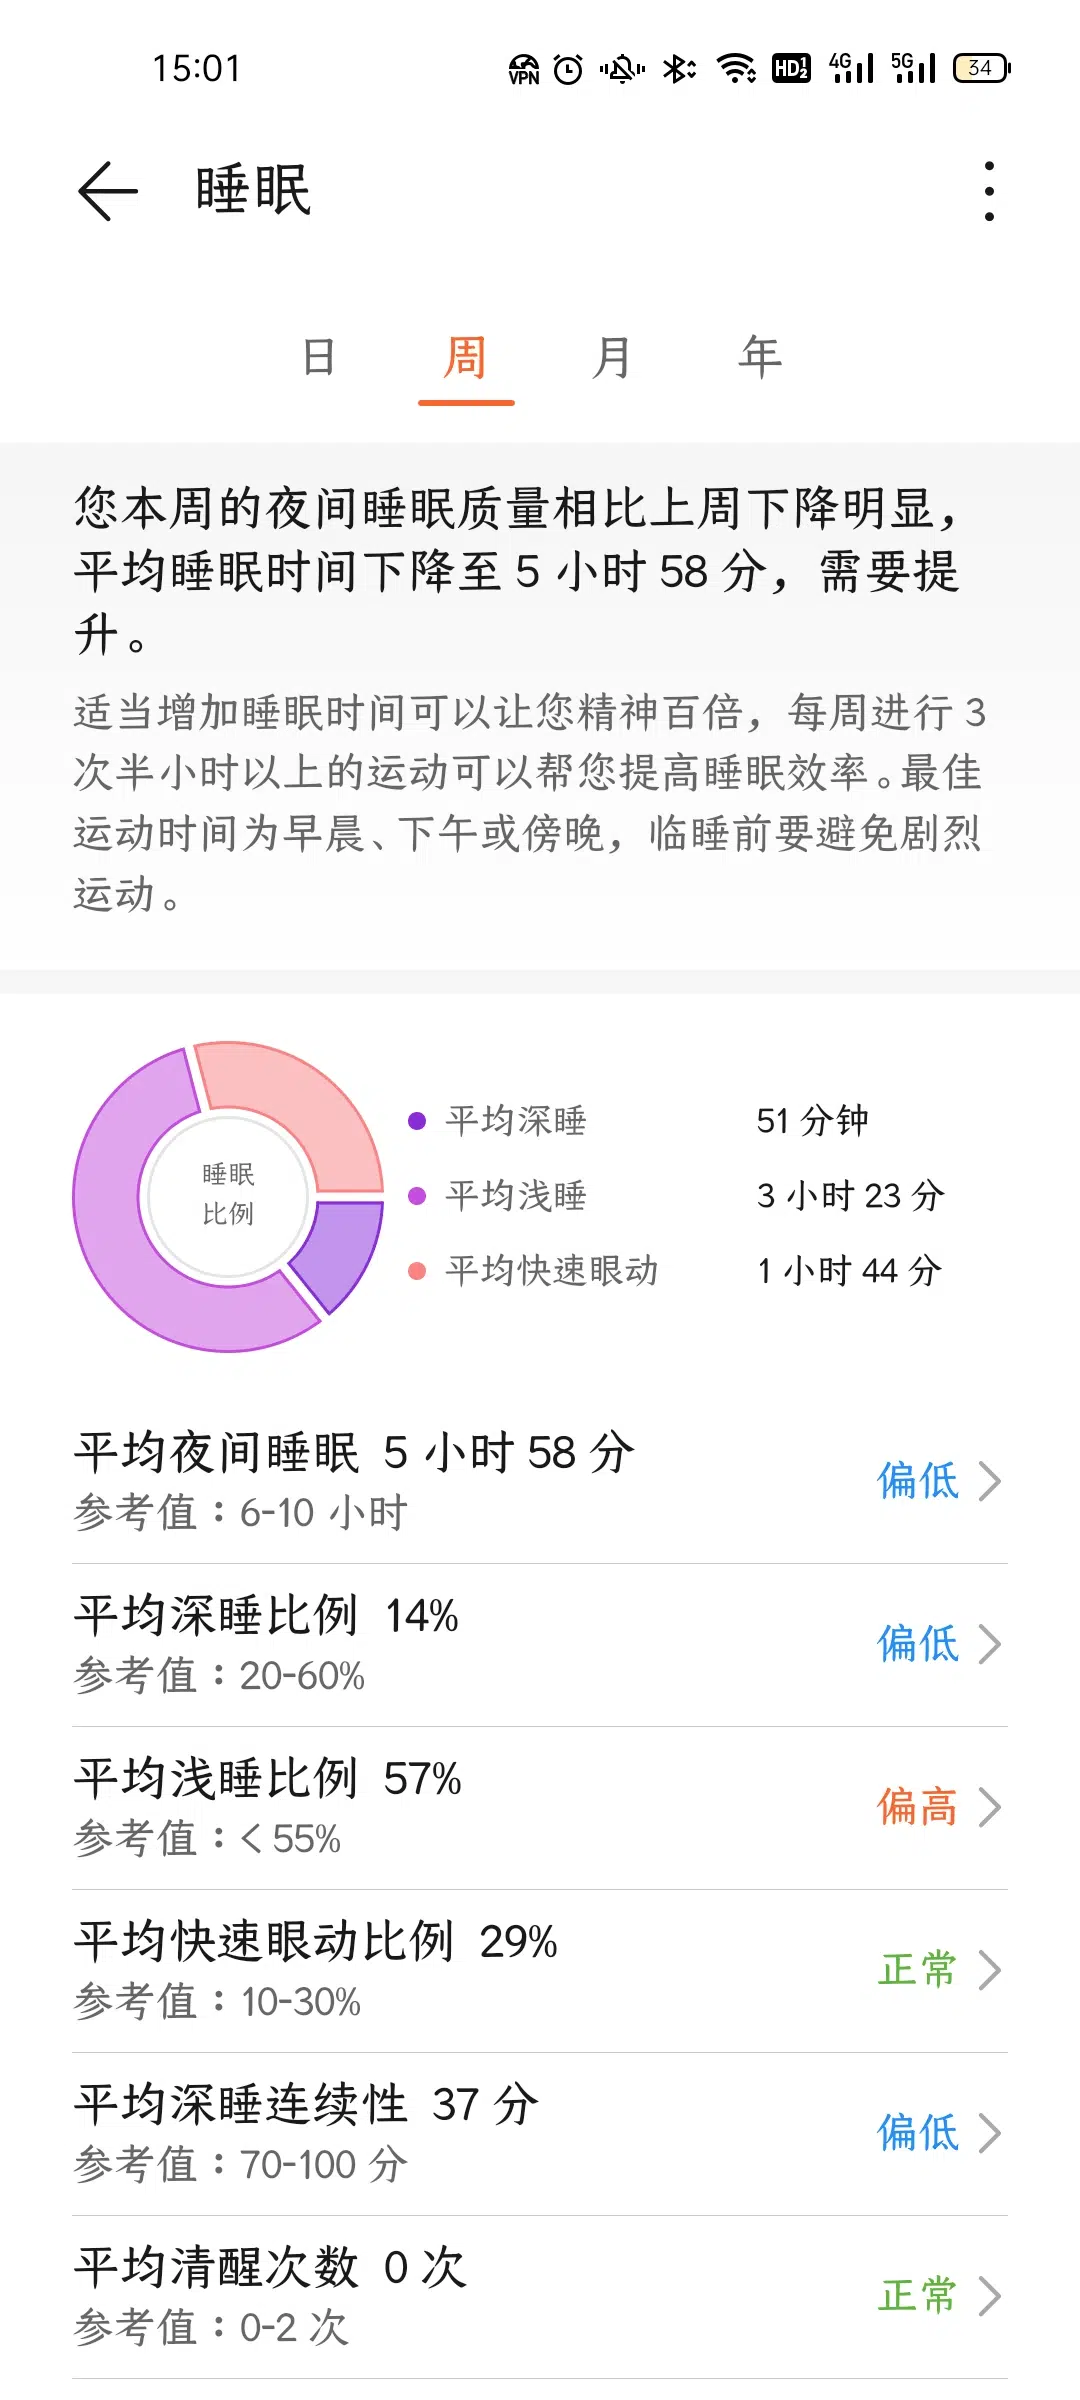 15:01
VPN HD 1 2 4G 5G 34
睡眠
日 周 月 年
您本周的夜间睡眠质量相比上周下降明显，
平均睡眠时间下降至 5 小时 58 分，需要提
升。
适当增加睡眠时间可以让您精神百倍，每周进行 3
次半小时以上的运动可以帮您提高睡眠效率。最佳
运动时间为早晨、下午或傍晚，临睡前要避免剧烈
运动。
睡眠
比例
平均深睡 51 分钟
平均浅睡 3 小时 23 分
平均快速眼动 1 小时 44 分
平均夜间睡眠 5 小时 58 分
参考值：6-10 小时
偏低
平均深睡比例 14%
参考值：20-60%
偏低
平均浅睡比例 57%
参考值：< 55%
偏高
平均快速眼动比例 29%
参考值：10-30%
正常
平均深睡连续性 37 分
参考值：70-100 分
偏低
平均清醒次数 0 次
参考值：0-2 次
正常